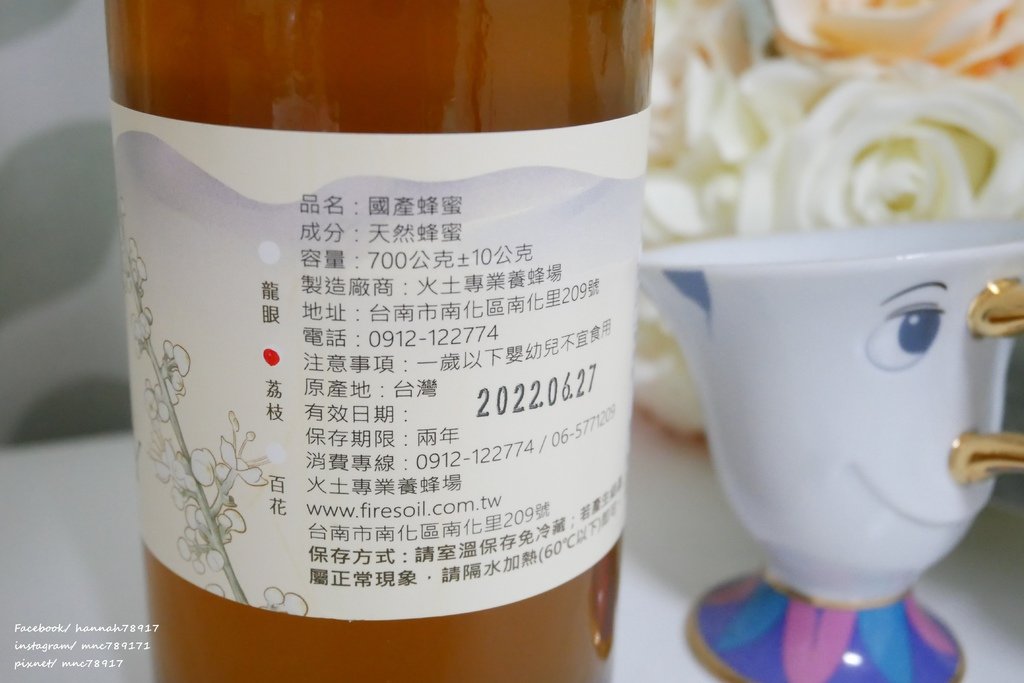 品名：國產蜂蜜
成分：天然蜂蜜
容量：700公克±10公克
製造廠商：火土專業養蜂場
地址：台南市南化區南化里209號
電話：0912-122774
注意事項：一歲以下嬰幼兒不宜食用
原產地：台灣
有效日期：2022.06.27
保存期限：兩年
消費專線：0912-122774 / 06-5771209
火土專業養蜂場
www.firesoil.com.tw
台南市南化區南化里209號
保存方式：請室溫保存免冷藏；若產生結晶
屬正常現象，請隔水加熱(60℃以下)
龍眼
荔枝
百花
Facebook/ hannah78917
instagram/ mnc789171
pixnet/ mnc78917